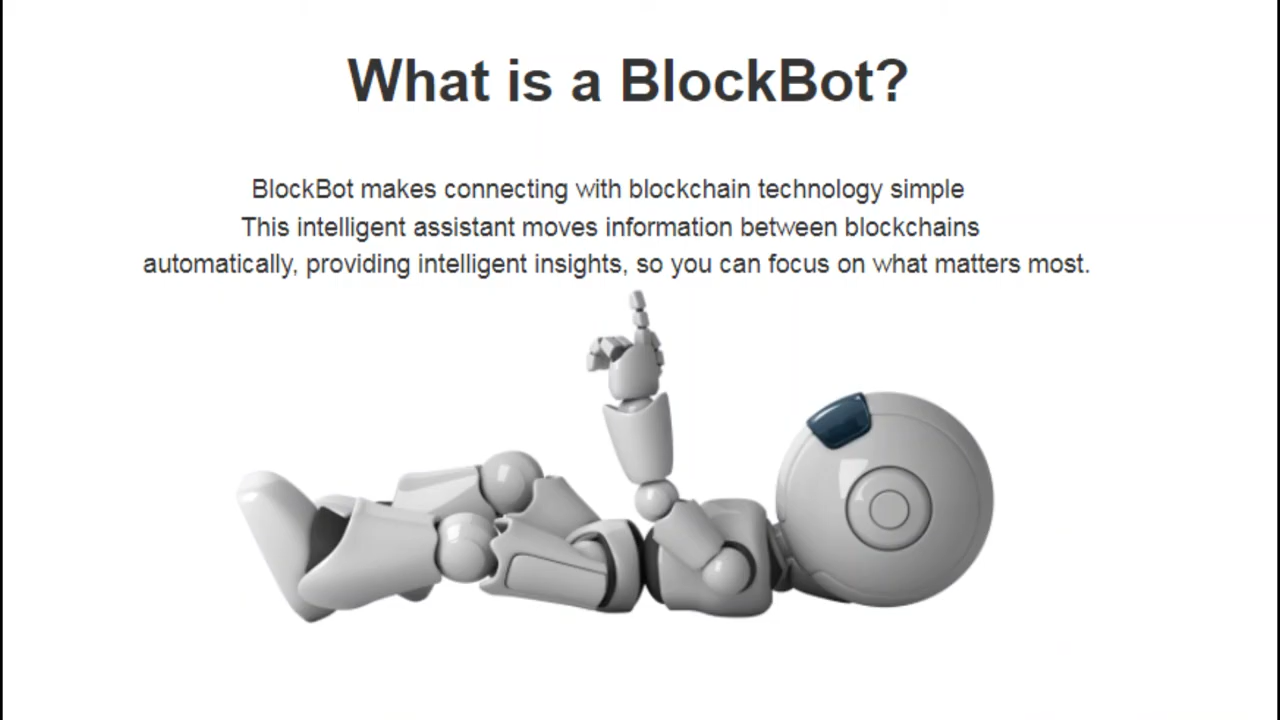 What is a BlockBot?
BlockBot makes connecting with blockchain technology simple
This intelligent assistant moves information between blockchains
automatically, providing intelligent insights, so you can focus on what matters most.